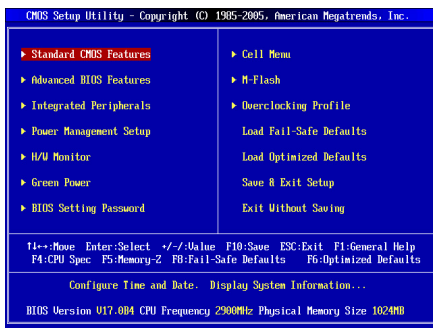 CMOS Setup Utility - Copyright (C) 1985-2005, American Megatrends, Inc.
Standard CMOS Features
Advanced BIOS Features
Integrated Peripherals
Power Management Setup
H/W Monitor
Green Power
BIOS Setting Password
Cell Menu
M-Flash
Overclocking Profile
Load Fail-Safe Defaults
Load Optimized Defaults
Save & Exit Setup
Exit Without Saving
↑↓←→:Move Enter:Select +/-/:Value F10:Save ESC:Exit F1:General Help
F4:CPU Spec F5:Memory-Z F8:Fail-Safe Defaults F6:Optimized Defaults
Configure Time and Date. Display System Information...
BIOS Version V17.0B4 CPU Frequency 2900MHz Physical Memory Size 1024MB